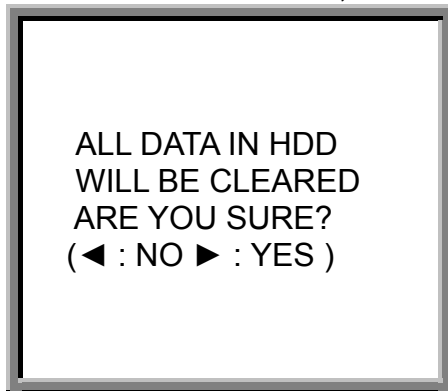 ALL DATA IN HDD
WILL BE CLEARED
ARE YOU SURE?
(◄ : NO ► : YES )